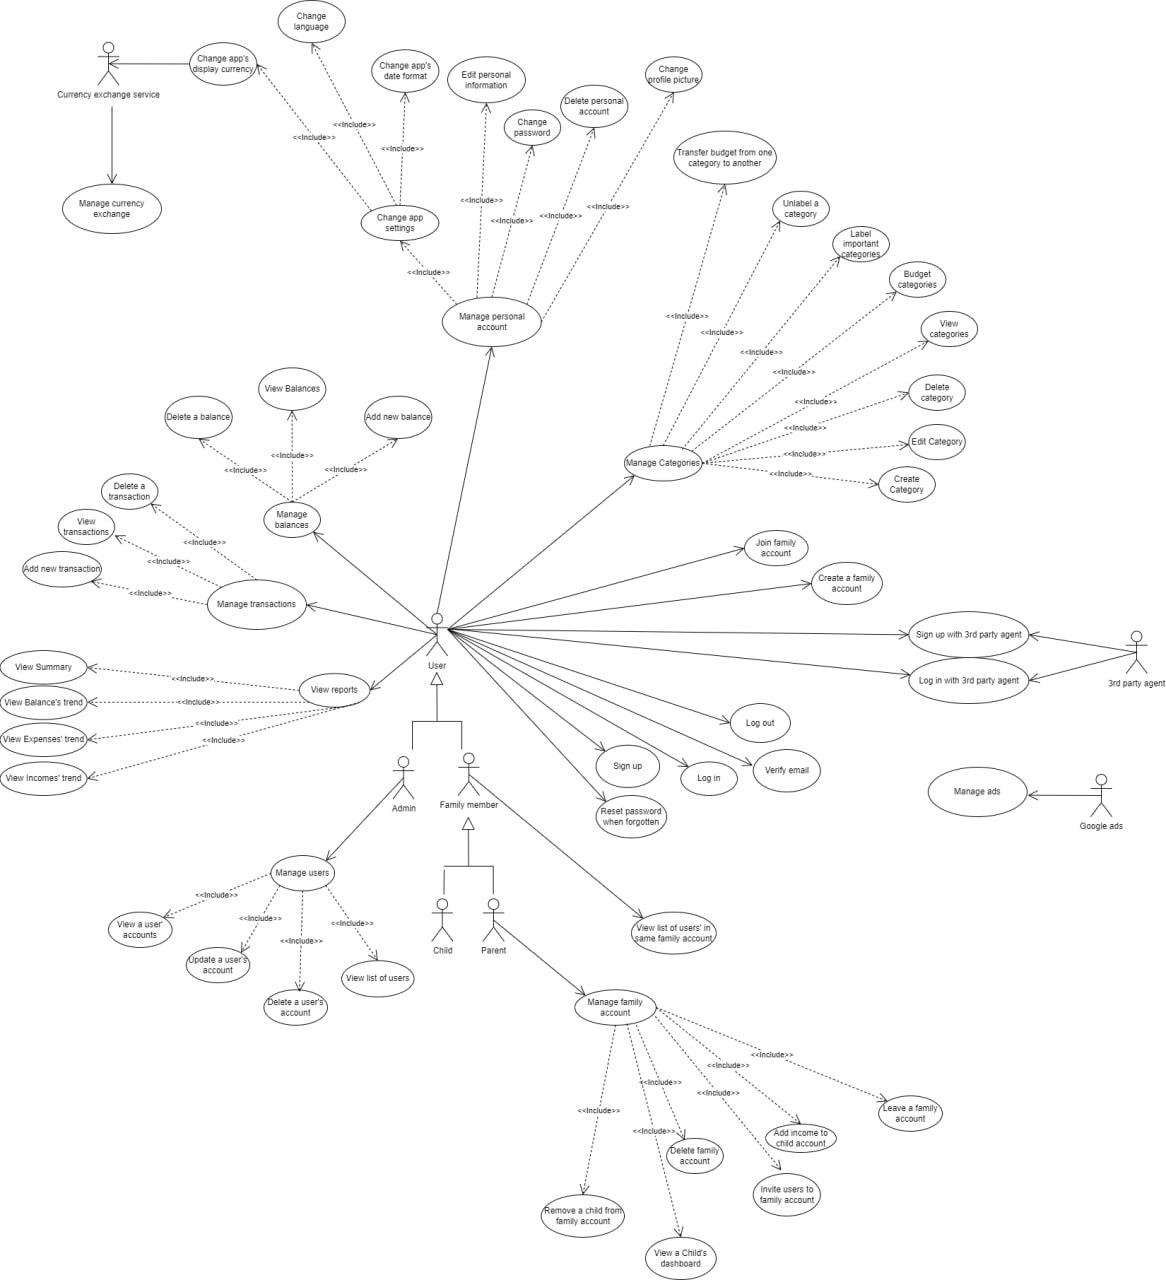 Change
language
Change app's
display currency
Currency exchange service
Change app's
date format
Edit personal
information
Change
profile picture
Delete personal
account
Change
password
<<Include>>
<<Include>>
<<Include>>
Transfer budget from one
category to another
Manage currency
exchange
Change app
settings
<<Include>>
<<Include>>
<<Include>>
<<Include>>
Unlabel a
category
Label
important
categories
<<Include>>
Budget
categories
Manage personal
account
<<Include>>
<<Include>>
<<Include>>
<<Include>>
View
categories
<<Include>>
<<Include>>
<<Include>>
<<Include>>
Delete
category
Edit Category
Create
Category
Manage Categories
View Balances
Delete a balance
Add new balance
<<Include>>
<<Include>>
<<Include>>
Manage
balances
Delete a
transaction
View
transactions
Add new transaction
<<Include>>
<<Include>>
<<Include>>
Manage transactions
Join family
account
Create a family
account
Sign up with 3rd party agent
Log in with 3rd party agent
3rd party agent
User
View Summary
View Balance's trend
View Expenses' trend
View Incomes' trend
<<Include>>
<<Include>>
<<Include>>
<<Include>>
View reports
Log out
Sign up
Log in
Verify email
Reset password
when forgotten
Manage ads
Google ads
Admin
Family member
Manage users
<<Include>>
<<Include>>
<<Include>>
<<Include>>
View a user'
accounts
Update a user's
account
Delete a user's
account
View list of users
Child
Parent
View list of users' in
same family account
Manage family
account
<<Include>>
<<Include>>
<<Include>>
<<Include>>
<<Include>>
<<Include>>
Leave a family
account
Add income to
child account
Delete family
account
Invite users to
family account
Remove a child from
family account
View a Child's
dashboard